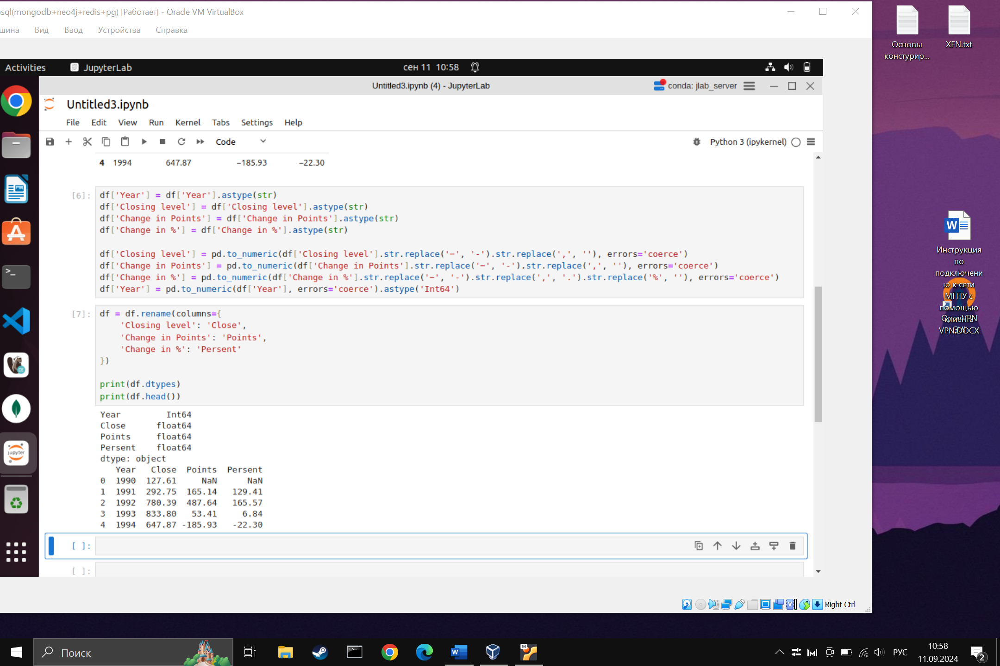 osql(mongodb+neo4j+redis+pg) [Работает] - Oracle VM VirtualBox
шина Вид Ввод Устройства Справка
Основы констурир...
XFN.txt
Activities JupyterLab сен 11 10:58
Untitled3.ipynb (4) - JupyterLab conda: jlab_server
Untitled3.ipynb
File Edit View Run Kernel Tabs Settings Help
Code Python 3 (ipykernel)
4 1994 647.87 −185.93 −22.30
[6]:
df['Year'] = df['Year'].astype(str)
df['Closing level'] = df['Closing level'].astype(str)
df['Change in Points'] = df['Change in Points'].astype(str)
df['Change in %'] = df['Change in %'].astype(str)
df['Closing level'] = pd.to_numeric(df['Closing level'].str.replace('−', '-').str.replace(',', ''), errors='coerce')
df['Change in Points'] = pd.to_numeric(df['Change in Points'].str.replace('−', '-').str.replace(',', ''), errors='coerce')
df['Change in %'] = pd.to_numeric(df['Change in %'].str.replace('−', '-').str.replace(',', '.').str.replace('%', ''), errors='coerce')
df['Year'] = pd.to_numeric(df['Year'], errors='coerce').astype('Int64')
[7]:
df = df.rename(columns={
    'Closing level': 'Close',
    'Change in Points': 'Points',
    'Change in %': 'Persent'
})
print(df.dtypes)
print(df.head())
Year Int64
Close float64
Points float64
Persent float64
dtype: object
Year Close Points Persent
0 1990 127.61 NaN NaN
1 1991 292.75 165.14 129.41
2 1992 780.39 487.64 165.57
3 1993 833.80 53.41 6.84
4 1994 647.87 -185.93 -22.30
[ ]:
[ ]:
Right Ctrl
Инструкция
по
подключени
ю к сети
МГПУ с
помощью
клиента
VPN.DOCX
OpenVPN
jupyter
Поиск
64
РУС
10:58
11.09.2024
2